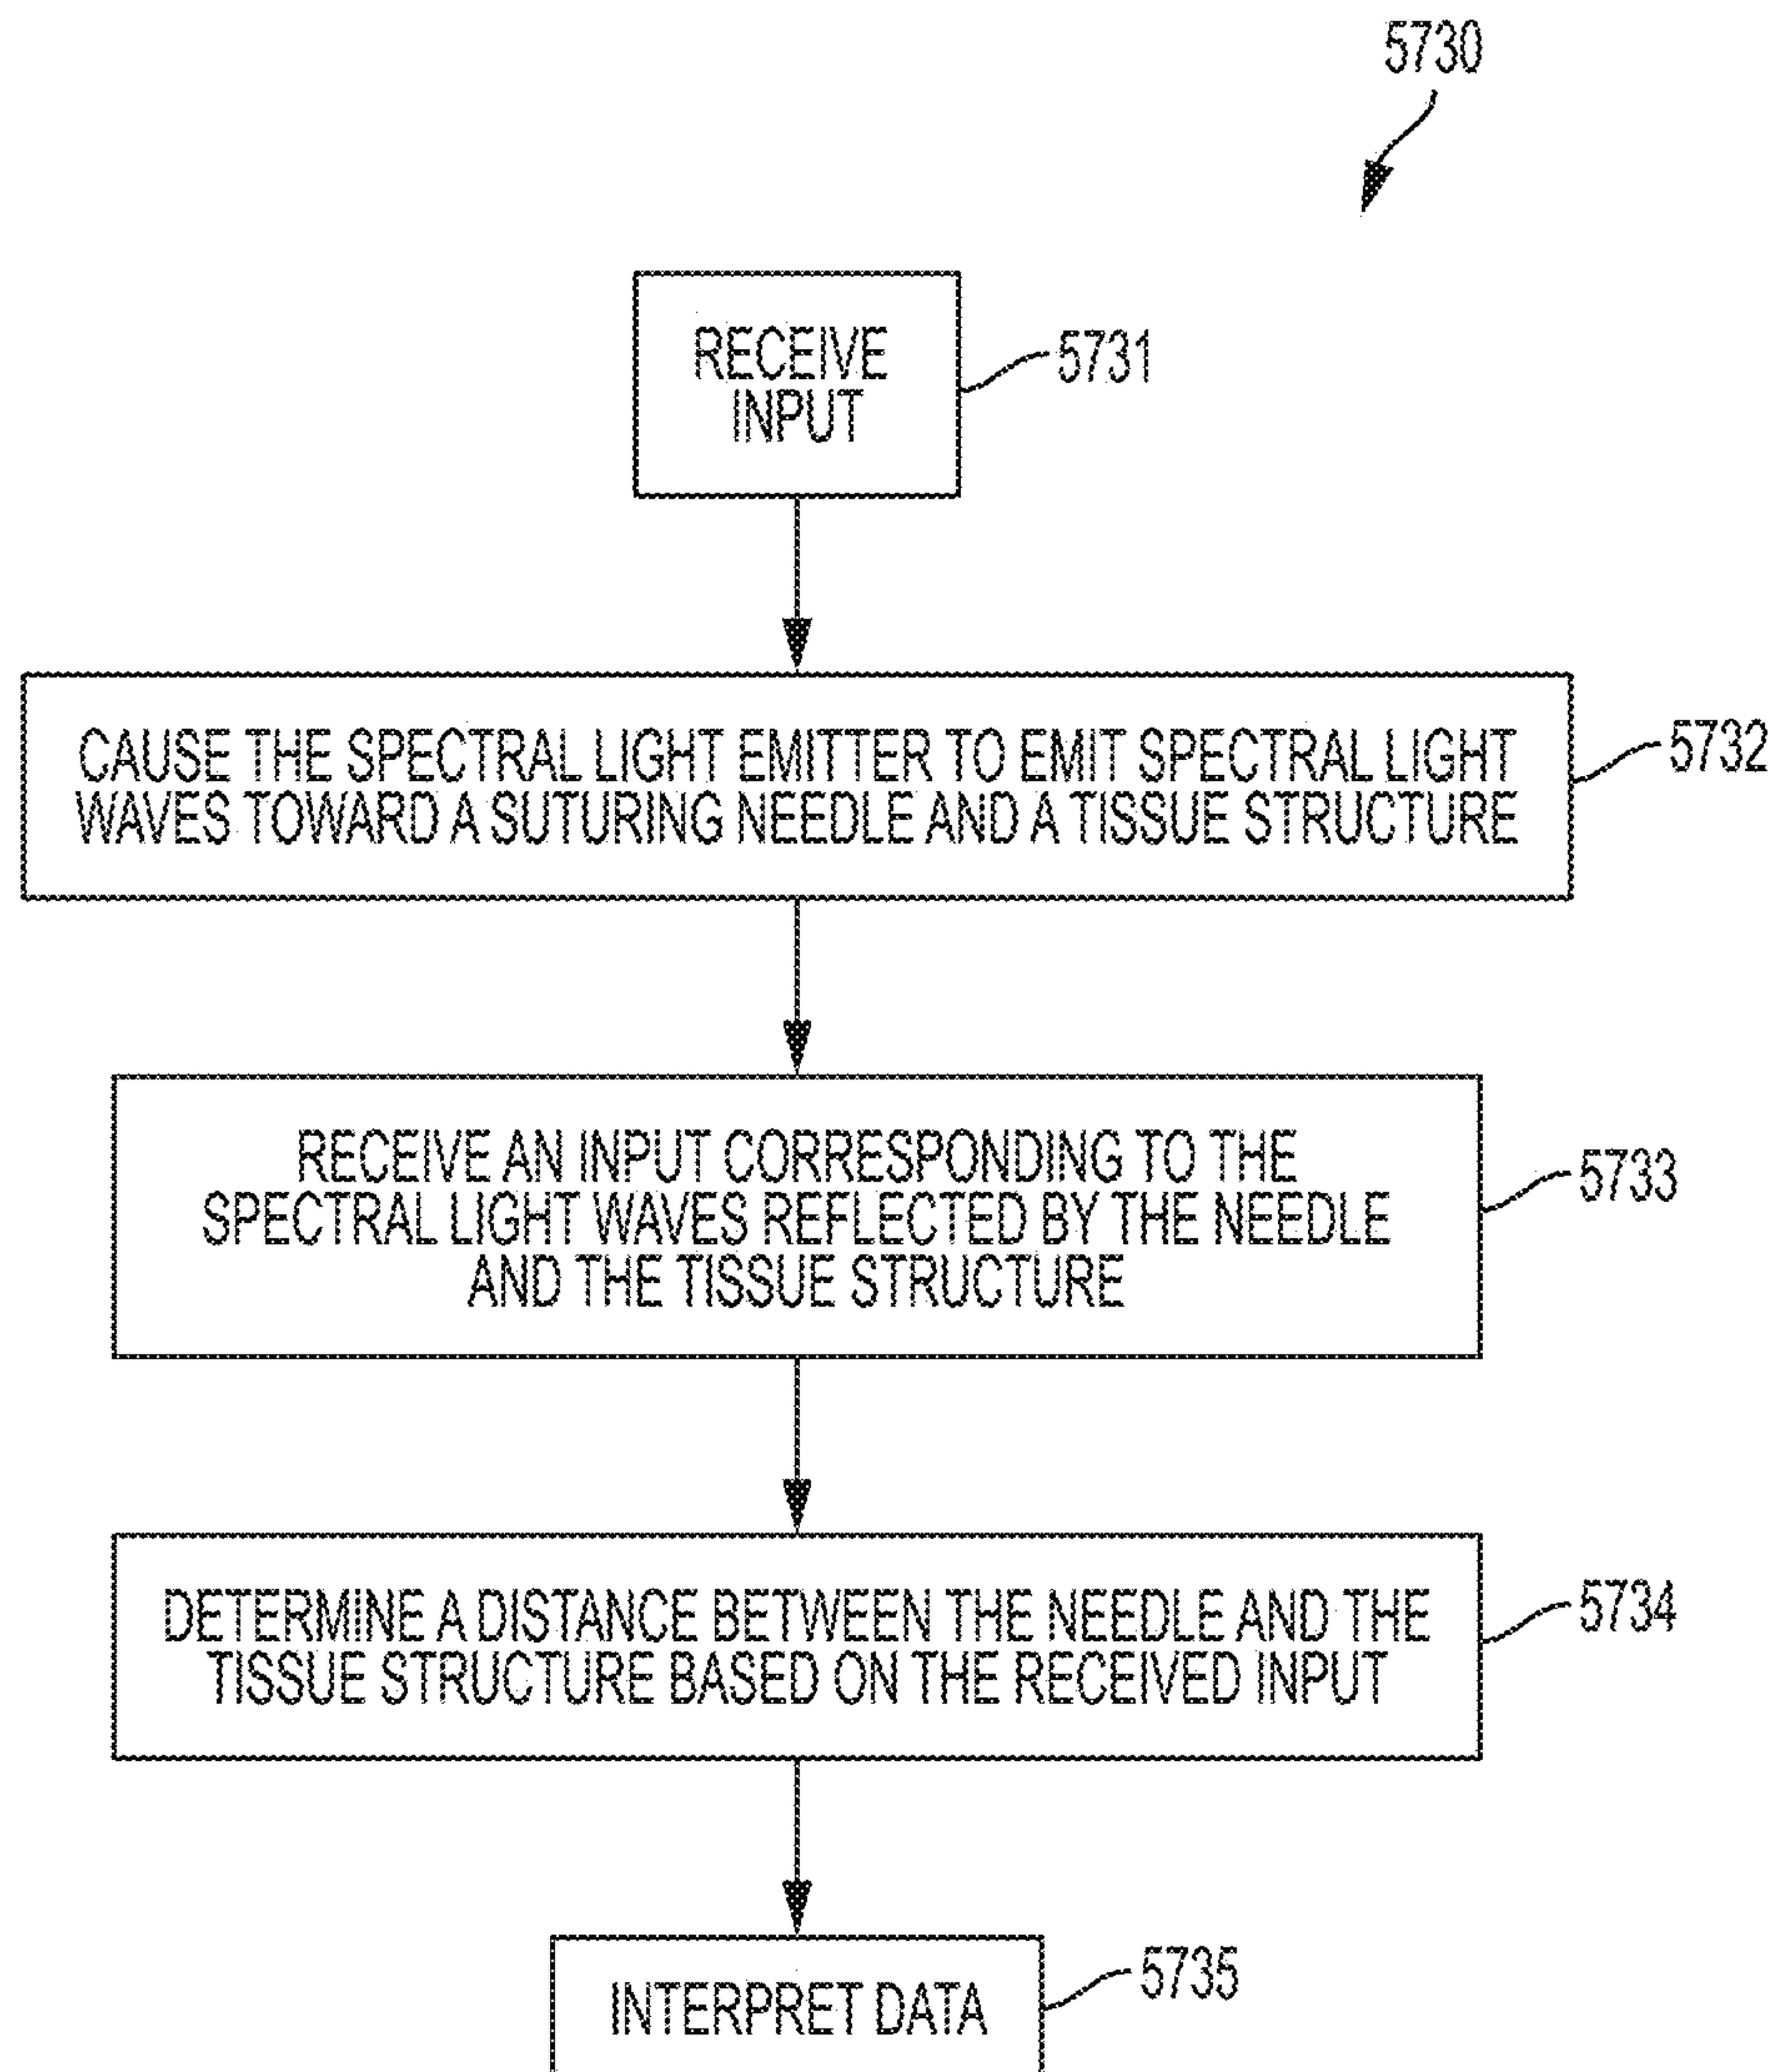 5730
RECEIVE
INPUT
5731
CAUSE THE SPECTRAL LIGHT EMITTER TO EMIT SPECTRAL LIGHT
WAVES TOWARD A SUTURING NEEDLE AND A TISSUE STRUCTURE
5732
RECEIVE AN INPUT CORRESPONDING TO THE
SPECTRAL LIGHT WAVES REFLECTED BY THE NEEDLE
AND THE TISSUE STRUCTURE
5733
DETERMINE A DISTANCE BETWEEN THE NEEDLE AND THE
TISSUE STRUCTURE BASED ON THE RECEIVED INPUT
5734
INTERPRET DATA
5735